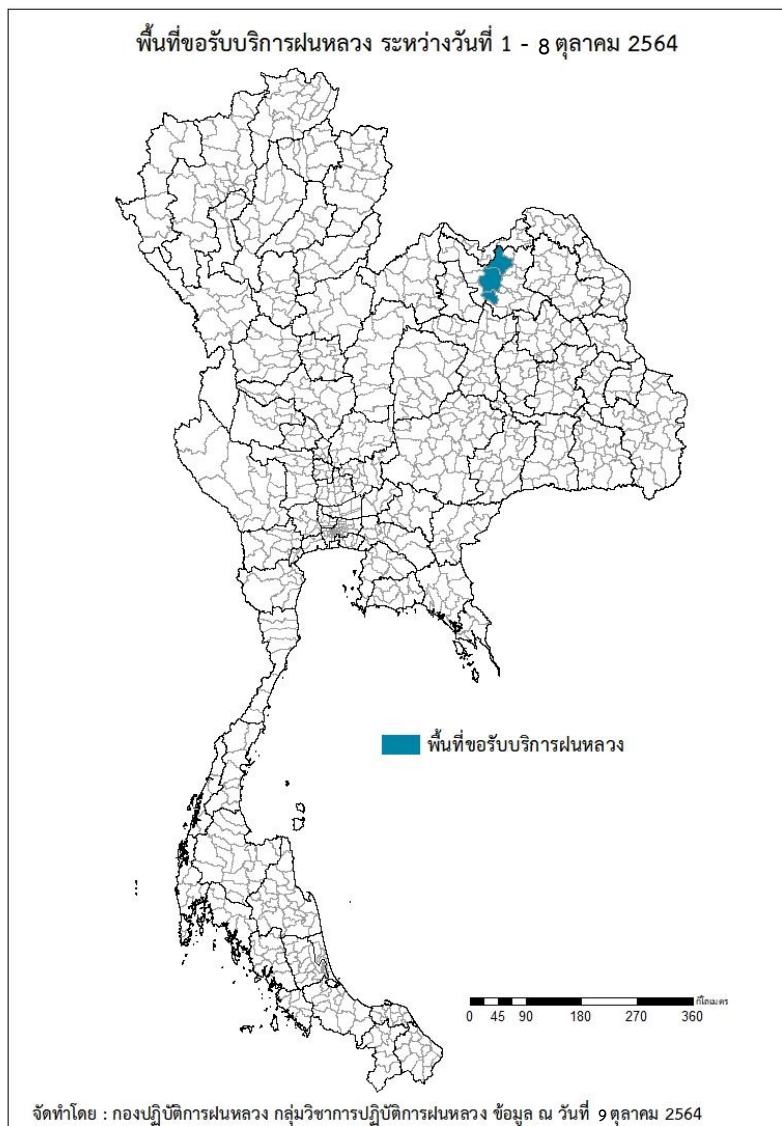 พื้นที่ขอรับบริการฝนหลวง ระหว่างวันที่ 1 - 8 ตุลาคม 2564
พื้นที่ขอรับบริการฝนหลวง
กิโลเมตร
0 45 90 180 270 360
จัดทำโดย : กองปฏิบัติการฝนหลวง กลุ่มวิชาการปฏิบัติการฝนหลวง ข้อมูล ณ วันที่ 9 ตุลาคม 2564